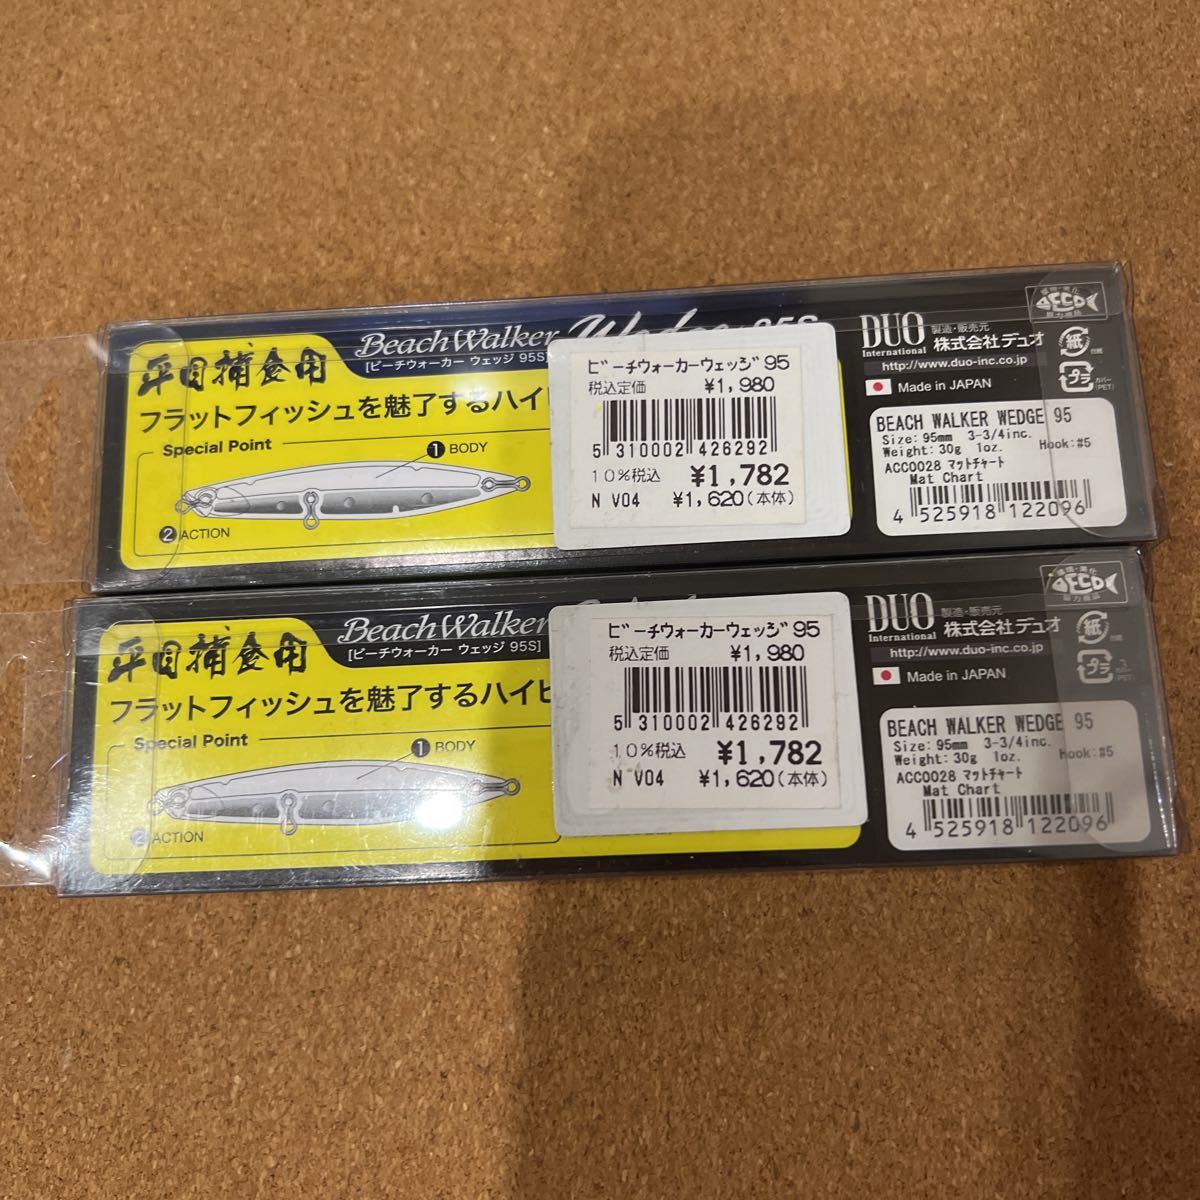 平目捕食用
Beach Walker Wedge 95S
[ビーチウォーカー ウェッジ 95S]
フラットフィッシュを魅了するハイ
Special Point
1 BODY
2 ACTION
ビーチウォーカーウェッジ95
税込定価 ¥1,980
5 310002 426292
10%税込 ¥1,782
N V04 ¥1,620(本体)
DUO
International
製造・販売元
株式会社デュオ
http://www.duo-inc.co.jp
Made in JAPAN
紙
プラ
カバー
(PET)
BEACH WALKER WEDGE 95
Size:95mm 3-3/4inc.
Weight:30g 1oz. Hook:#5
ACC0028 マットチャート
Mat Chart
4 525918 122096
平目捕食用
Beach Walker
[ビーチウォーカー ウェッジ 95S]
フラットフィッシュを魅了するハイ
Special Point
1 BODY
2 ACTION
ビーチウォーカーウェッジ95
税込定価 ¥1,980
5 310002 426292
10%税込 ¥1,782
N V04 ¥1,620(本体)
DUO
International
製造・販売元
株式会社デュオ
http://www.duo-inc.co.jp
Made in JAPAN
紙
プラ
(PET)
BEACH WALKER WEDGE 95
Size:95mm 3-3/4inc.
Weight:30g 1oz. Hook:#5
ACC0028 マットチャート
Mat Chart
4 525918 122096